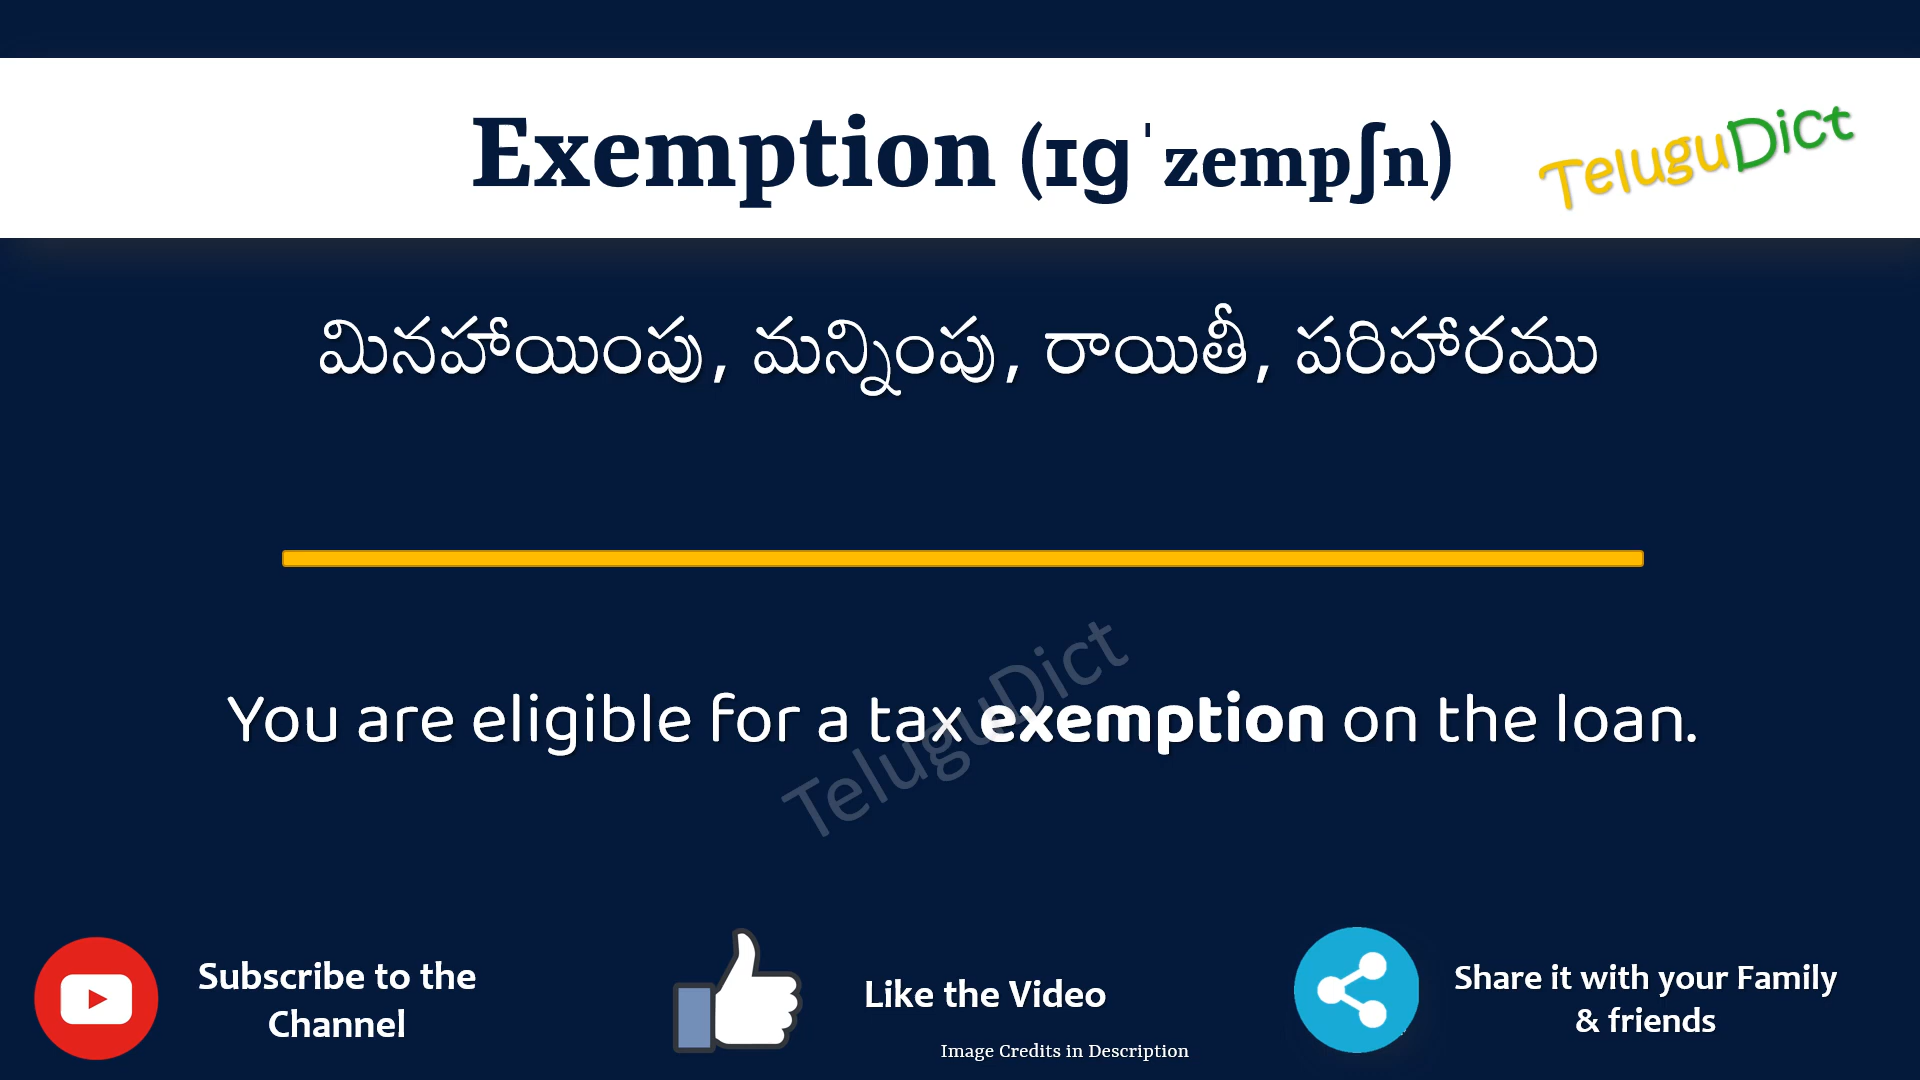 Exemption (ɪɡˈzempʃn)
TeluguDict
మినహాయింపు, మన్నింపు, రాయితీ, పరిహారము
You are eligible for a tax exemption on the loan.
TeluguDict
Subscribe to the
Channel
Like the Video
Share it with your Family
& friends
Image Credits in Description